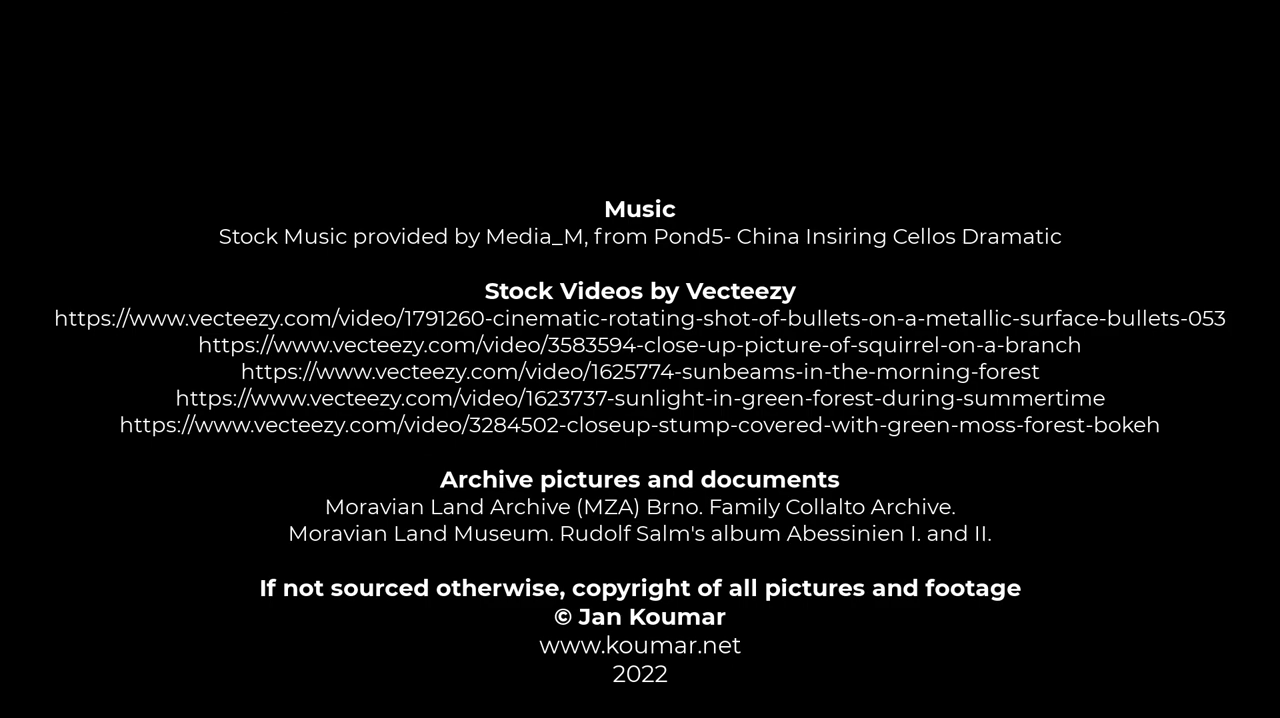 Music
Stock Music provided by Media_M, from Pond5- China Insiring Cellos Dramatic
Stock Videos by Vecteezy
https://www.vecteezy.com/video/1791260-cinematic-rotating-shot-of-bullets-on-a-metallic-surface-bullets-053
https://www.vecteezy.com/video/3583594-close-up-picture-of-squirrel-on-a-branch
https://www.vecteezy.com/video/1625774-sunbeams-in-the-morning-forest
https://www.vecteezy.com/video/1623737-sunlight-in-green-forest-during-summertime
https://www.vecteezy.com/video/3284502-closeup-stump-covered-with-green-moss-forest-bokeh
Archive pictures and documents
Moravian Land Archive (MZA) Brno. Family Collalto Archive.
Moravian Land Museum. Rudolf Salm's album Abessinien I. and II.
If not sourced otherwise, copyright of all pictures and footage
© Jan Koumar
www.koumar.net
2022